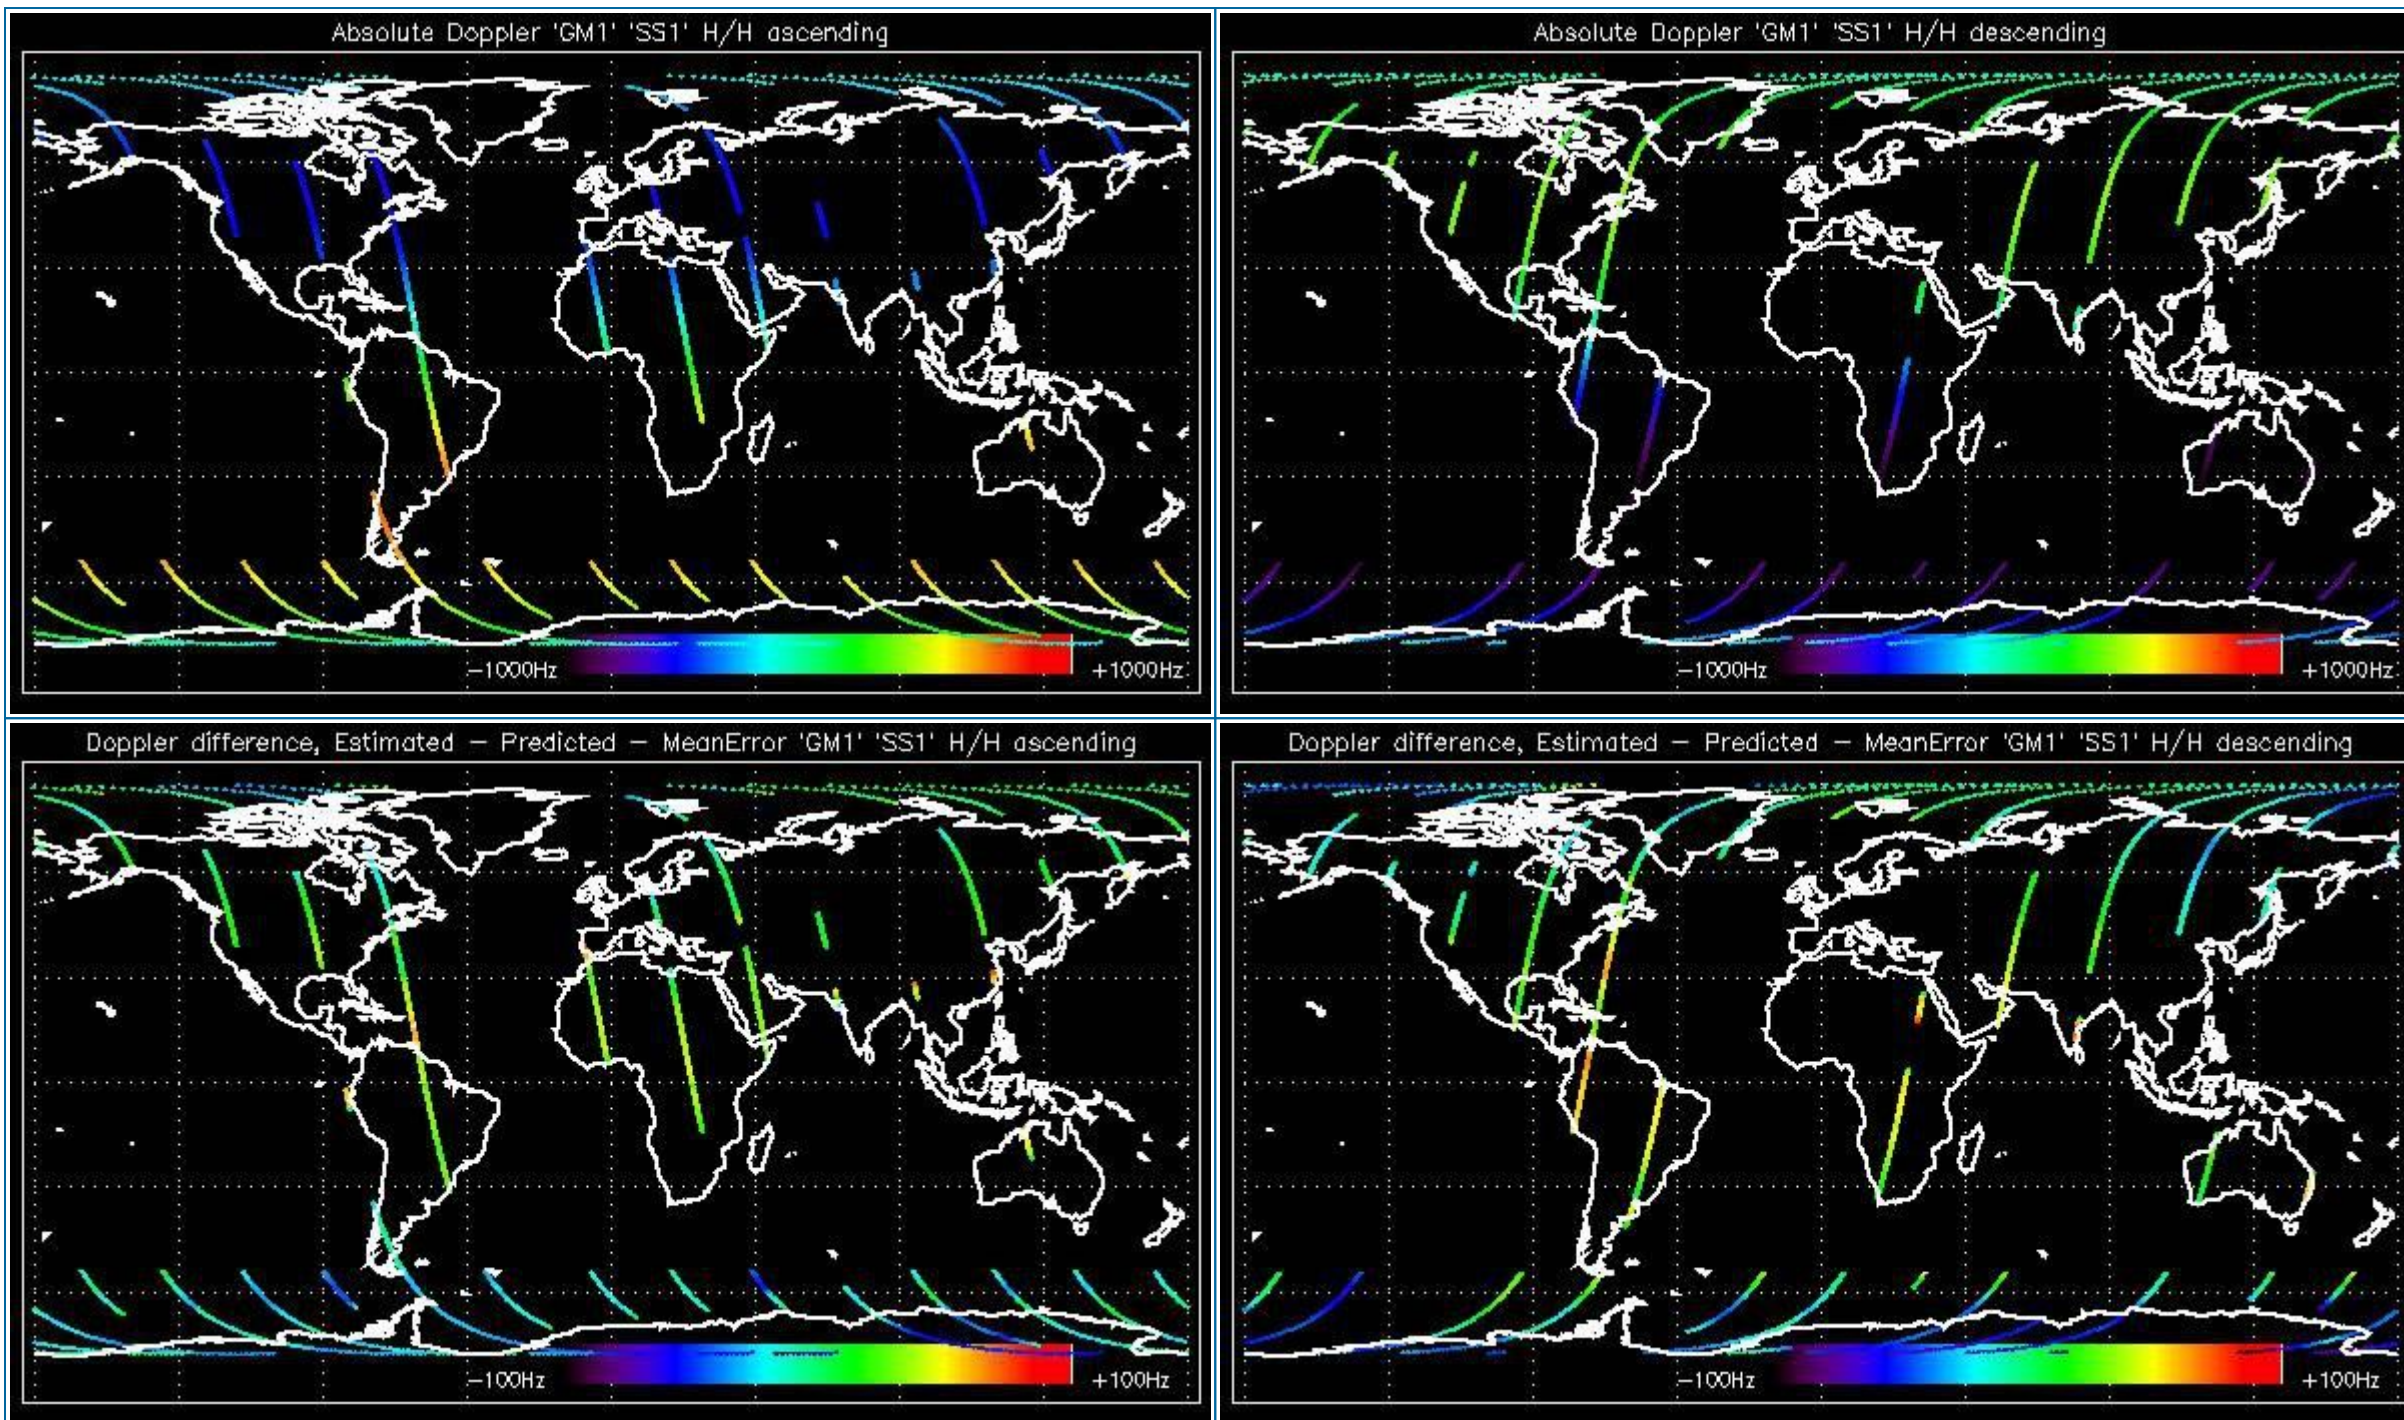 Absolute Doppler 'GM1' 'SS1' H/H ascending
-1000Hz
+1000Hz
Absolute Doppler 'GM1' 'SS1' H/H descending
-1000Hz
+1000Hz
Doppler difference, Estimated - Predicted - MeanError 'GM1' 'SS1' H/H ascending
-100Hz
+100Hz
Doppler difference, Estimated - Predicted - MeanError 'GM1' 'SS1' H/H descending
-100Hz
+100Hz